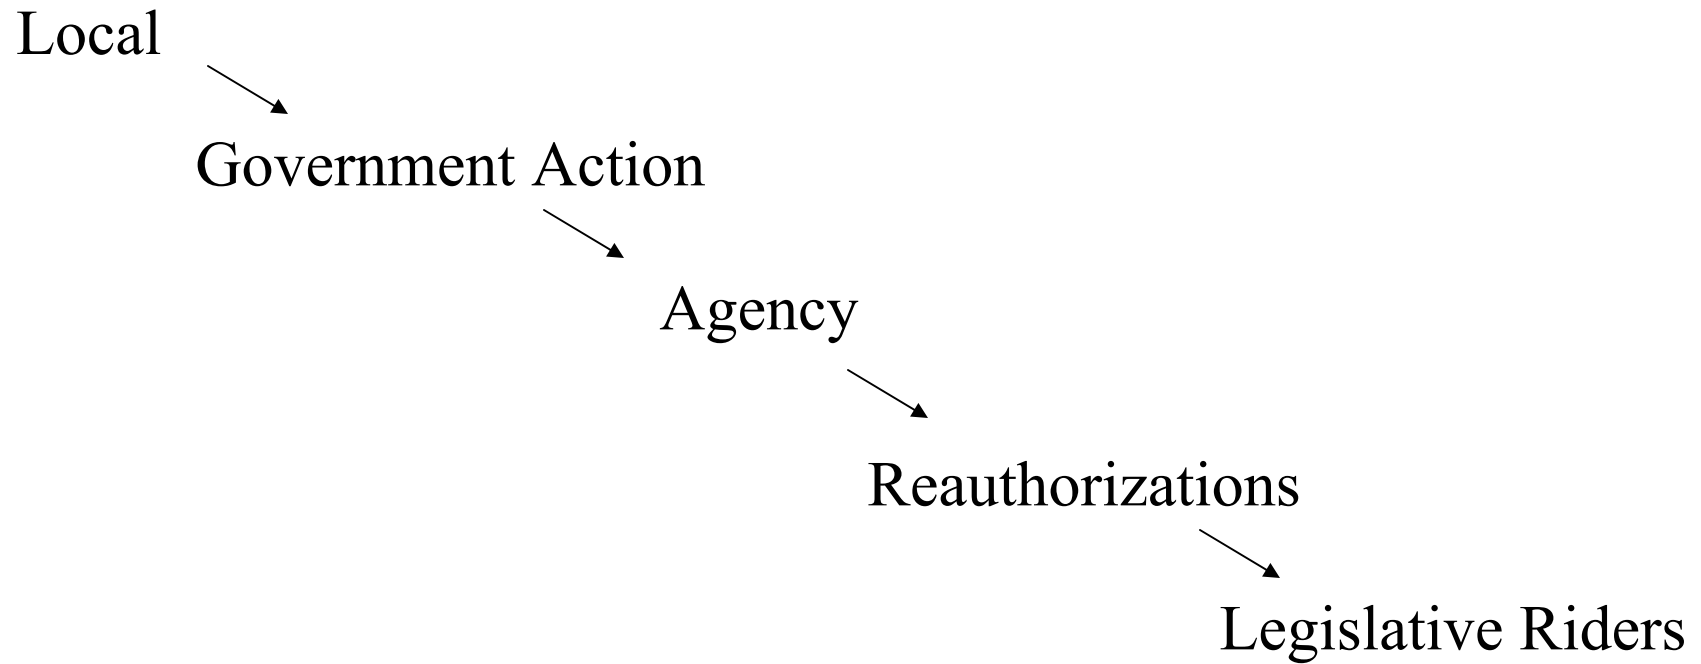 Local
Government Action
Agency
Reauthorizations
Legislative Riders